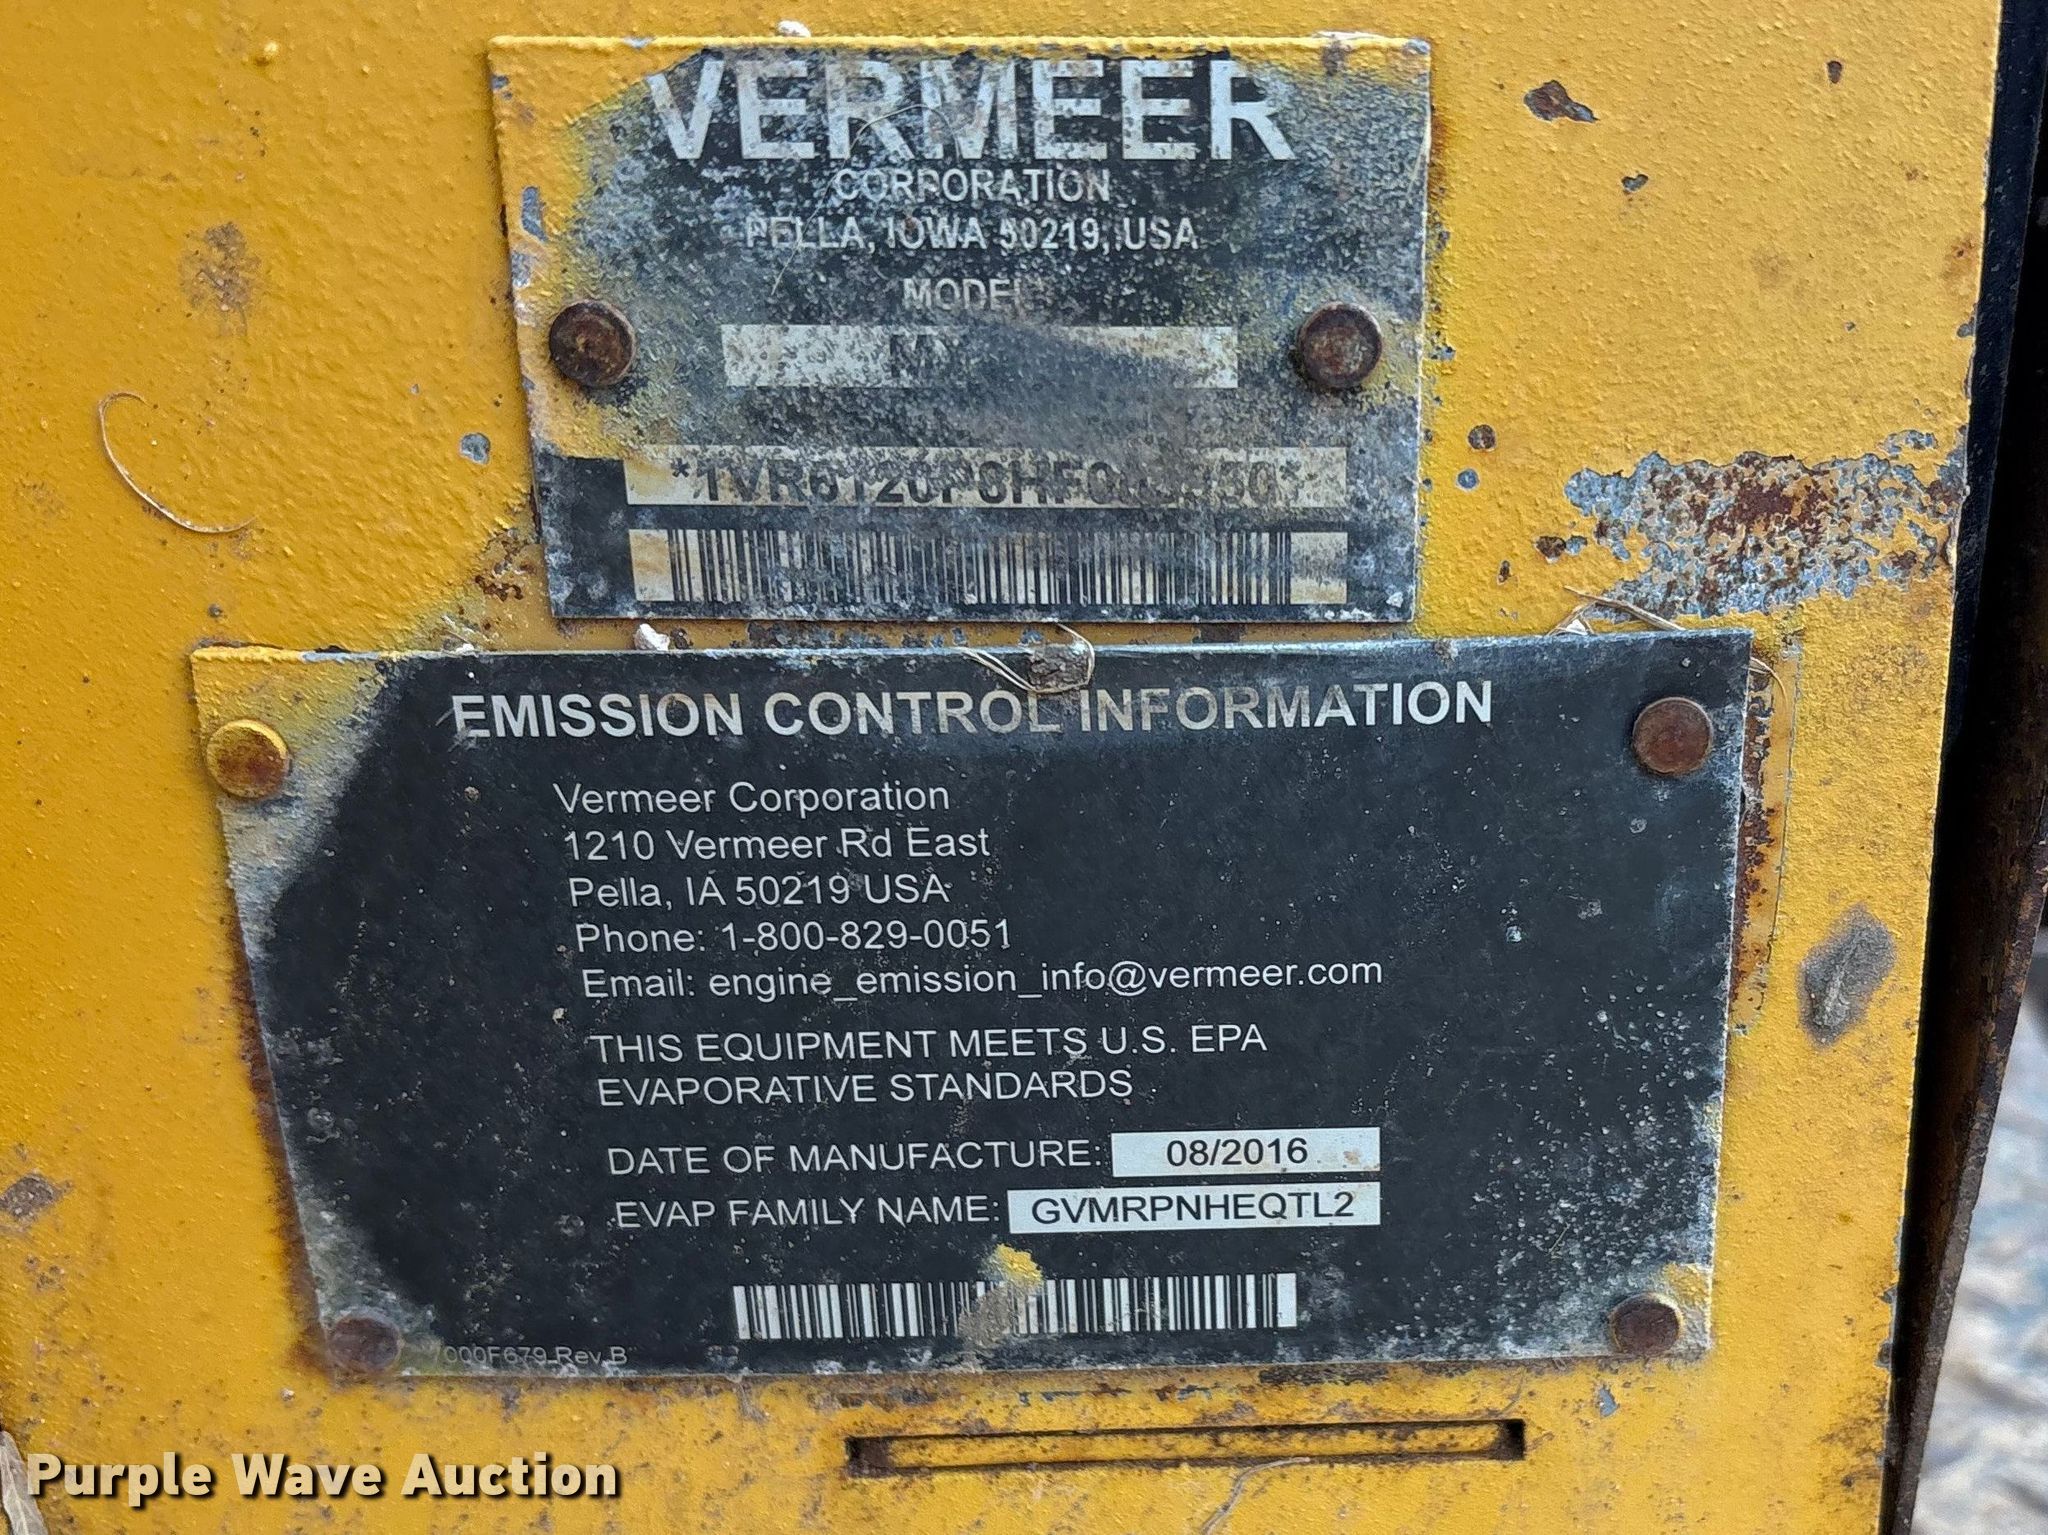 VERMEER
CORPORATION
PELLA, IOWA 50219, USA
MODEL
EMISSION CONTROL INFORMATION
Vermeer Corporation
1210 Vermeer Rd East
Pella, IA 50219 USA
Phone: 1-800-829-0051
Email: engine_emission_info@vermeer.com
THIS EQUIPMENT MEETS U.S. EPA
EVAPORATIVE STANDARDS
DATE OF MANUFACTURE: 08/2016
EVAP FAMILY NAME: GVMRPNHEQTL2
Rev B
Purple Wave Auction